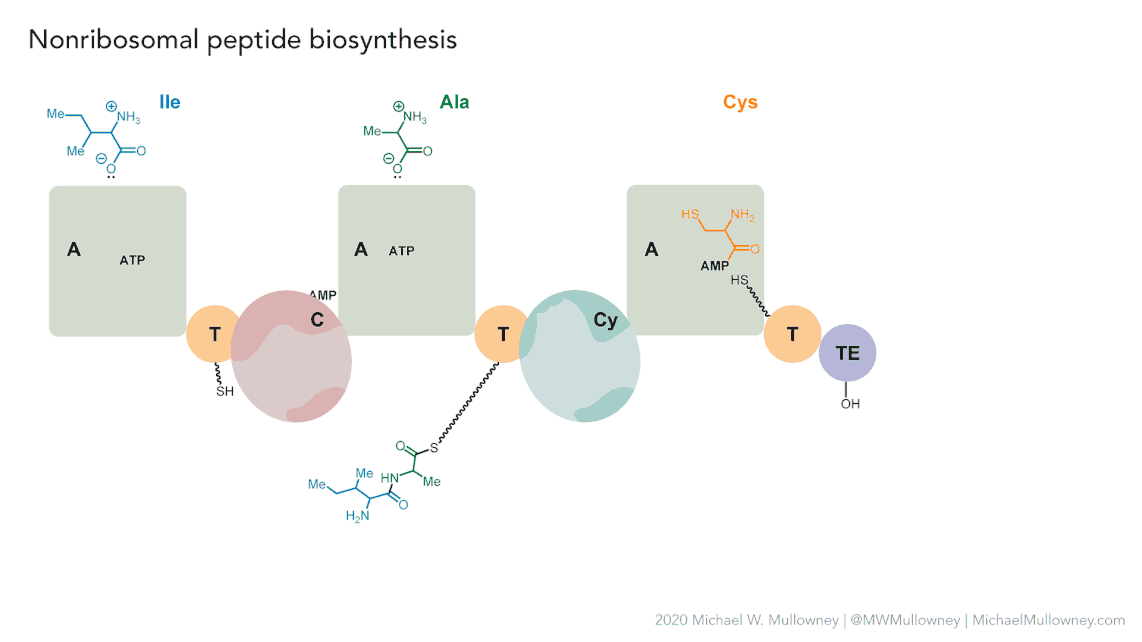 Nonribosomal peptide biosynthesis
Ile
Ala
Cys
Me
⊕
NH3
Me
⊖
O
O
⊕
NH3
Me
⊖
O
O
HS
NH2
O
AMP
HS
A
ATP
A
ATP
A
AMP
T
C
T
Cy
T
TE
SH
OH
O
S
Me
HN
Me
Me
O
H2N
2020 Michael W. Mullowney | @MWMullowney | MichaelMullowney.com